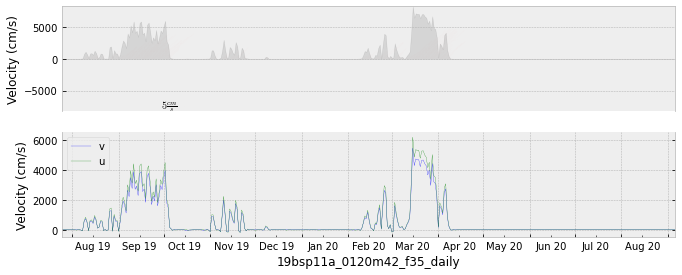 Velocity (cm/s)
5000
0
−5000
5 cm/s
Velocity (cm/s)
6000
4000
2000
0
v
u
Aug 19 Sep 19 Oct 19 Nov 19 Dec 19 Jan 20 Feb 20 Mar 20 Apr 20 May 20 Jun 20 Jul 20 Aug 20
19bsp11a_0120m42_f35_daily